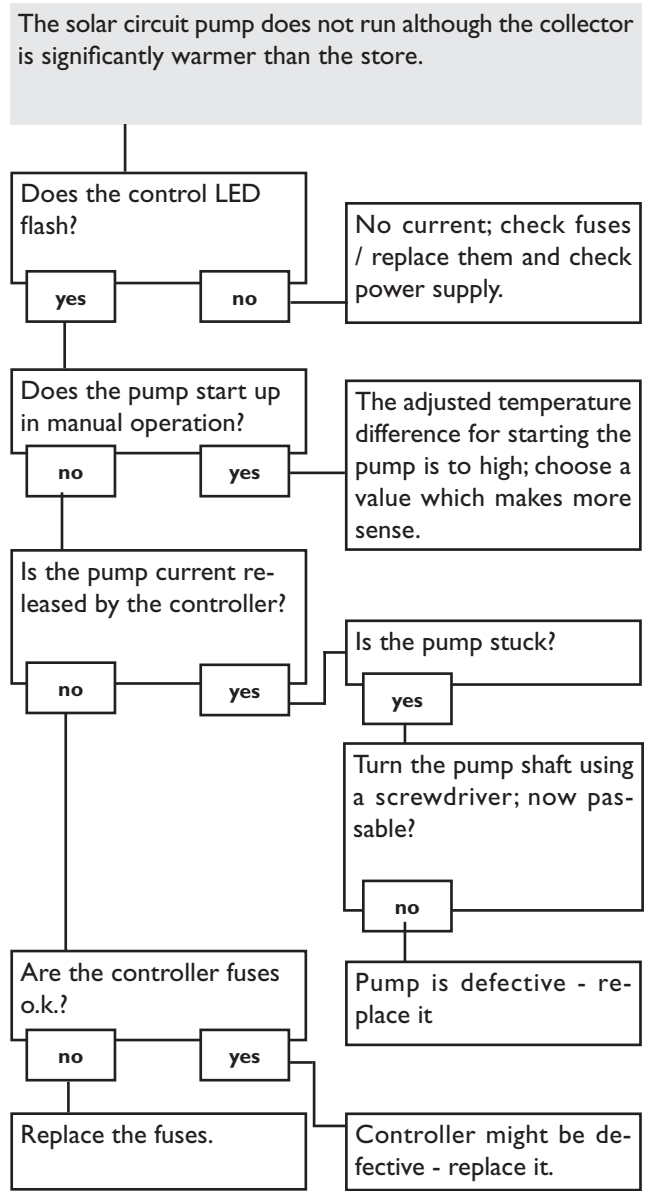 The solar circuit pump does not run although the collector
is significantly warmer than the store.
Does the control LED
flash?
yes
no
No current; check fuses
/ replace them and check
power supply.
Does the pump start up
in manual operation?
no
yes
The adjusted temperature
difference for starting the
pump is to high; choose a
value which makes more
sense.
Is the pump current re-
leased by the controller?
no
yes
Is the pump stuck?
yes
Turn the pump shaft using
a screwdriver; now pas-
sable?
no
Pump is defective - re-
place it
Are the controller fuses
o.k.?
no
yes
Replace the fuses.
Controller might be de-
fective - replace it.